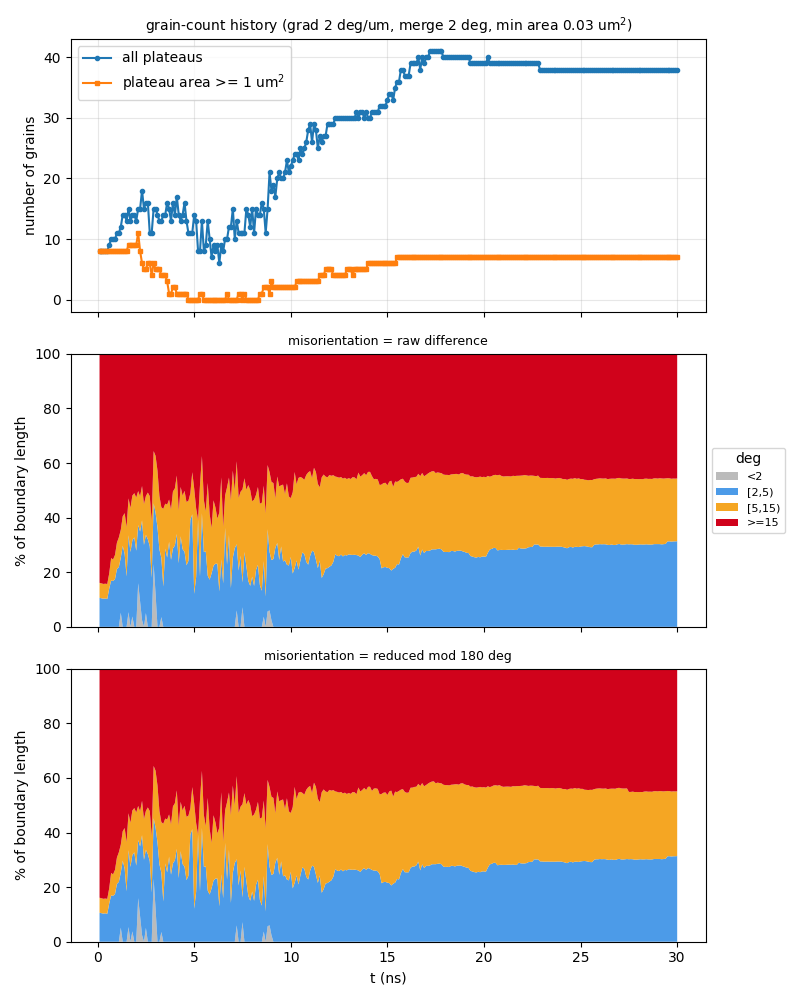 grain-count history (grad 2 deg/um, merge 2 deg, min area 0.03 um²)
number of grains
40
30
20
10
0
all plateaus
plateau area >= 1 um²
misorientation = raw difference
% of boundary length
100
80
60
40
20
0
deg
<2
[2,5)
[5,15)
>=15
misorientation = reduced mod 180 deg
% of boundary length
100
80
60
40
20
0
0 5 10 15 20 25 30
t (ns)